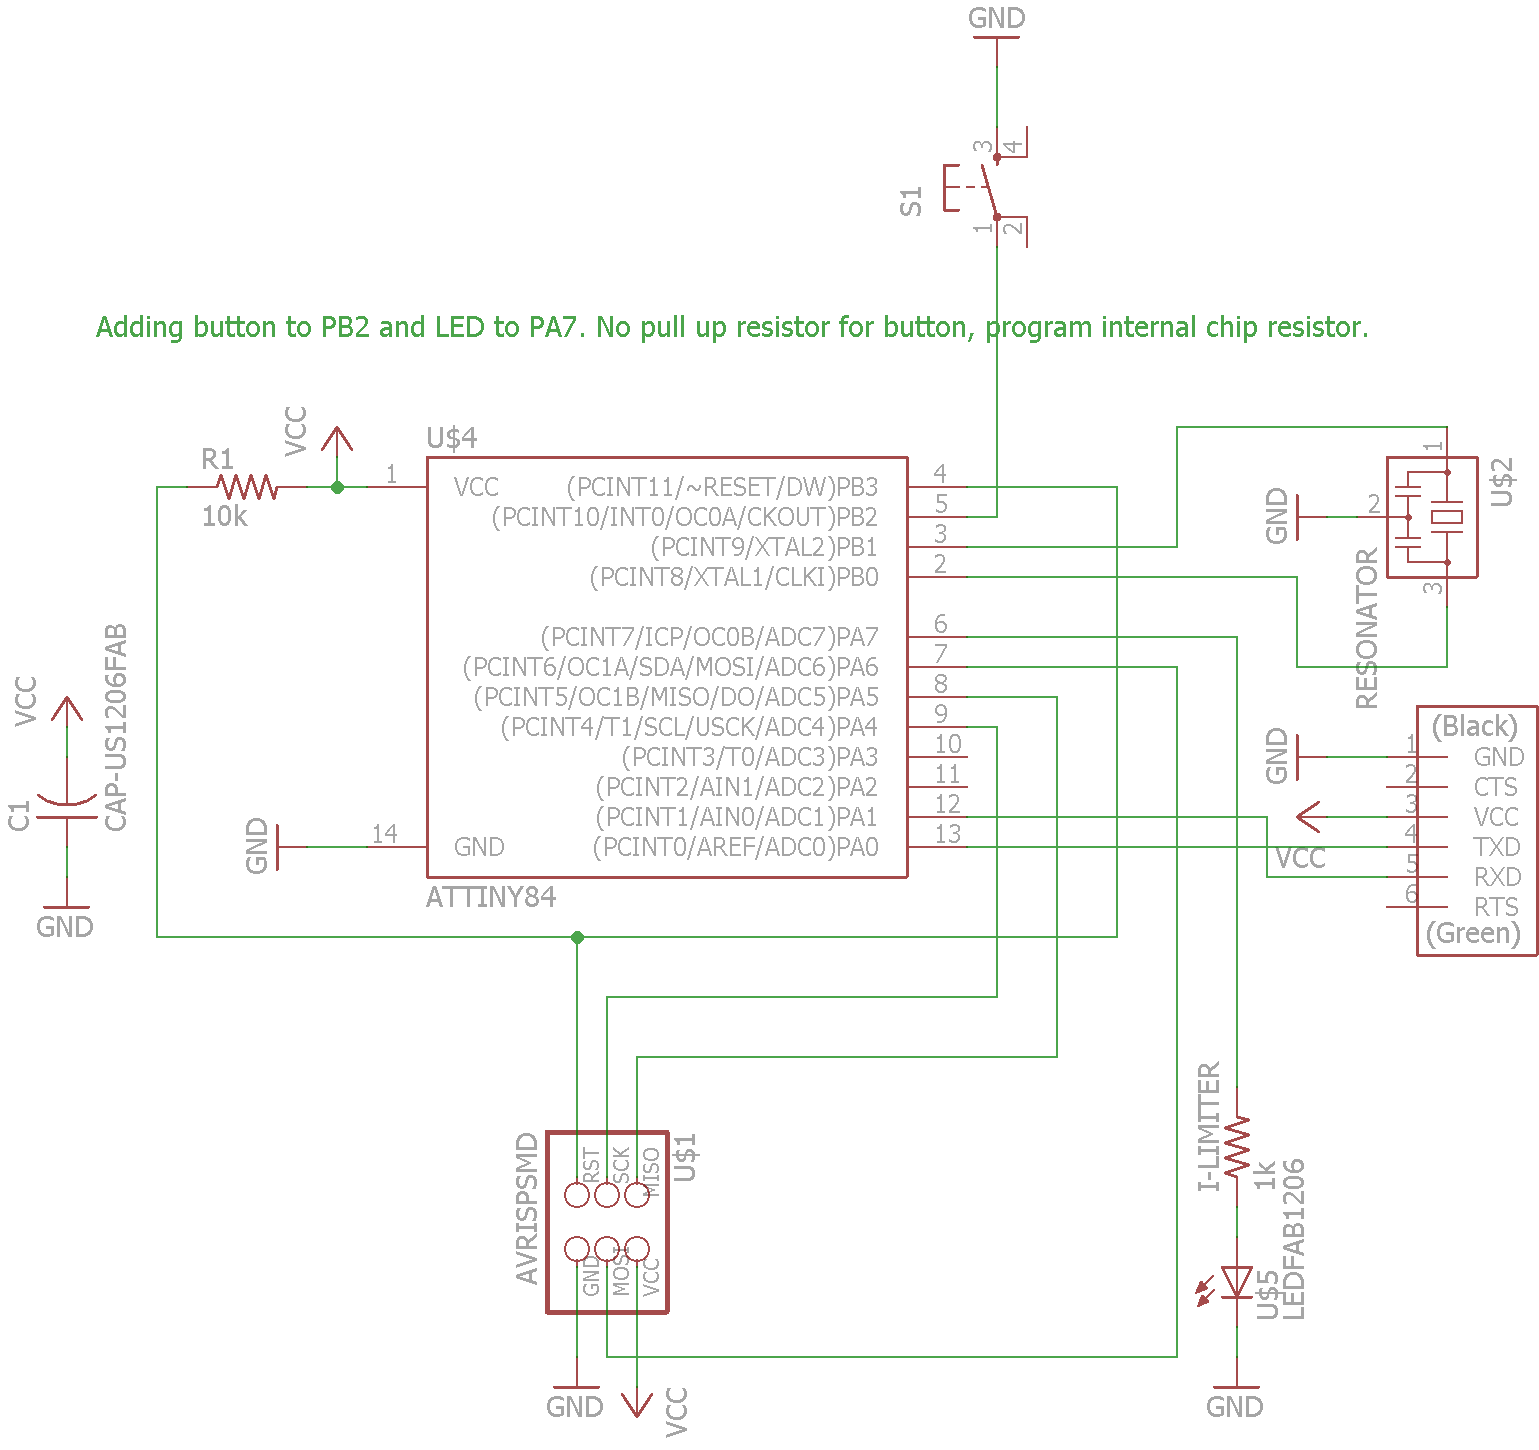 GND
3
4
S1
1
2
Adding button to PB2 and LED to PA7. No pull up resistor for button, program internal chip resistor.
VCC
R1
10k
U$4
1
VCC
(PCINT11/~RESET/DW)PB3
4
(PCINT10/INT0/OC0A/CKOUT)PB2
5
(PCINT9/XTAL2)PB1
3
(PCINT8/XTAL1/CLKI)PB0
2
(PCINT7/ICP/OC0B/ADC7)PA7
6
(PCINT6/OC1A/SDA/MOSI/ADC6)PA6
7
(PCINT5/OC1B/MISO/DO/ADC5)PA5
8
(PCINT4/T1/SCL/USCK/ADC4)PA4
9
(PCINT3/T0/ADC3)PA3
10
(PCINT2/AIN1/ADC2)PA2
11
(PCINT1/AIN0/ADC1)PA1
12
(PCINT0/AREF/ADC0)PA0
13
GND
14
GND
ATTINY84
1
GND
2
3
U$2
RESONATOR
VCC
C1
CAP-US1206FAB
GND
(Black)
GND
1
GND
2
CTS
3
VCC
VCC
4
TXD
5
RXD
6
RTS
(Green)
AVRISPSMD
U$1
RST
SCK
MISO
GND
MOSI
VCC
GND
VCC
I-LIMITER
1k
U$5
LEDFAB1206
GND